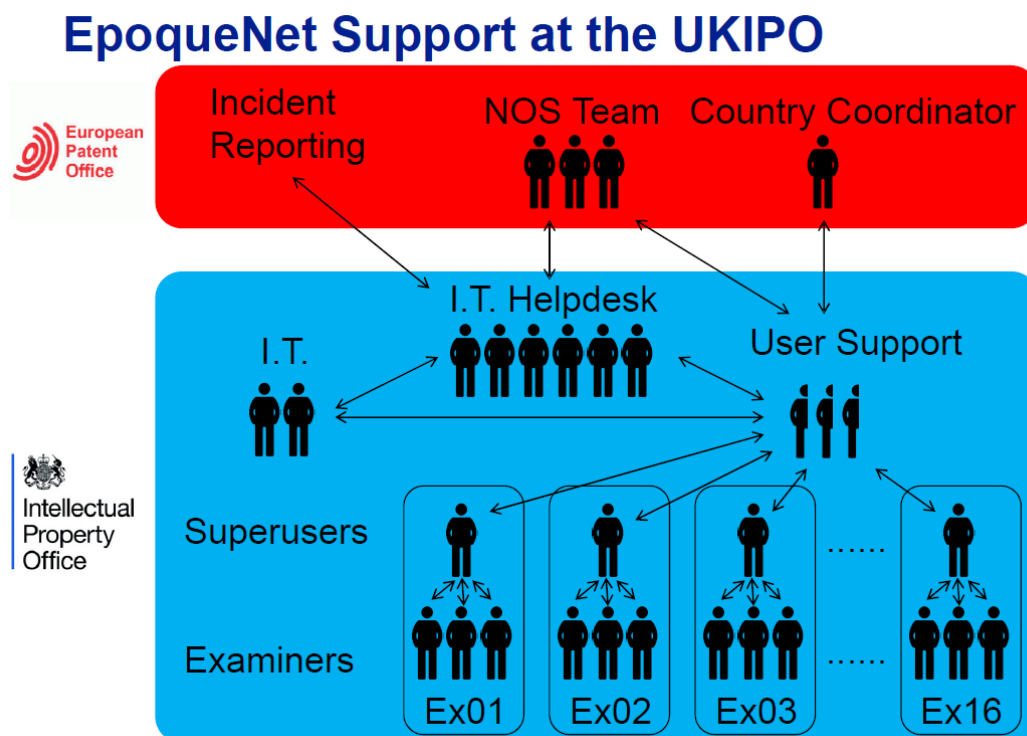 EpoqueNet Support at the UKIPO
European
Patent
Office
Incident
Reporting
NOS Team
Country Coordinator
I.T. Helpdesk
I.T.
User Support
Intellectual
Property
Office
Superusers
......
Examiners
......
Ex01
Ex02
Ex03
Ex16